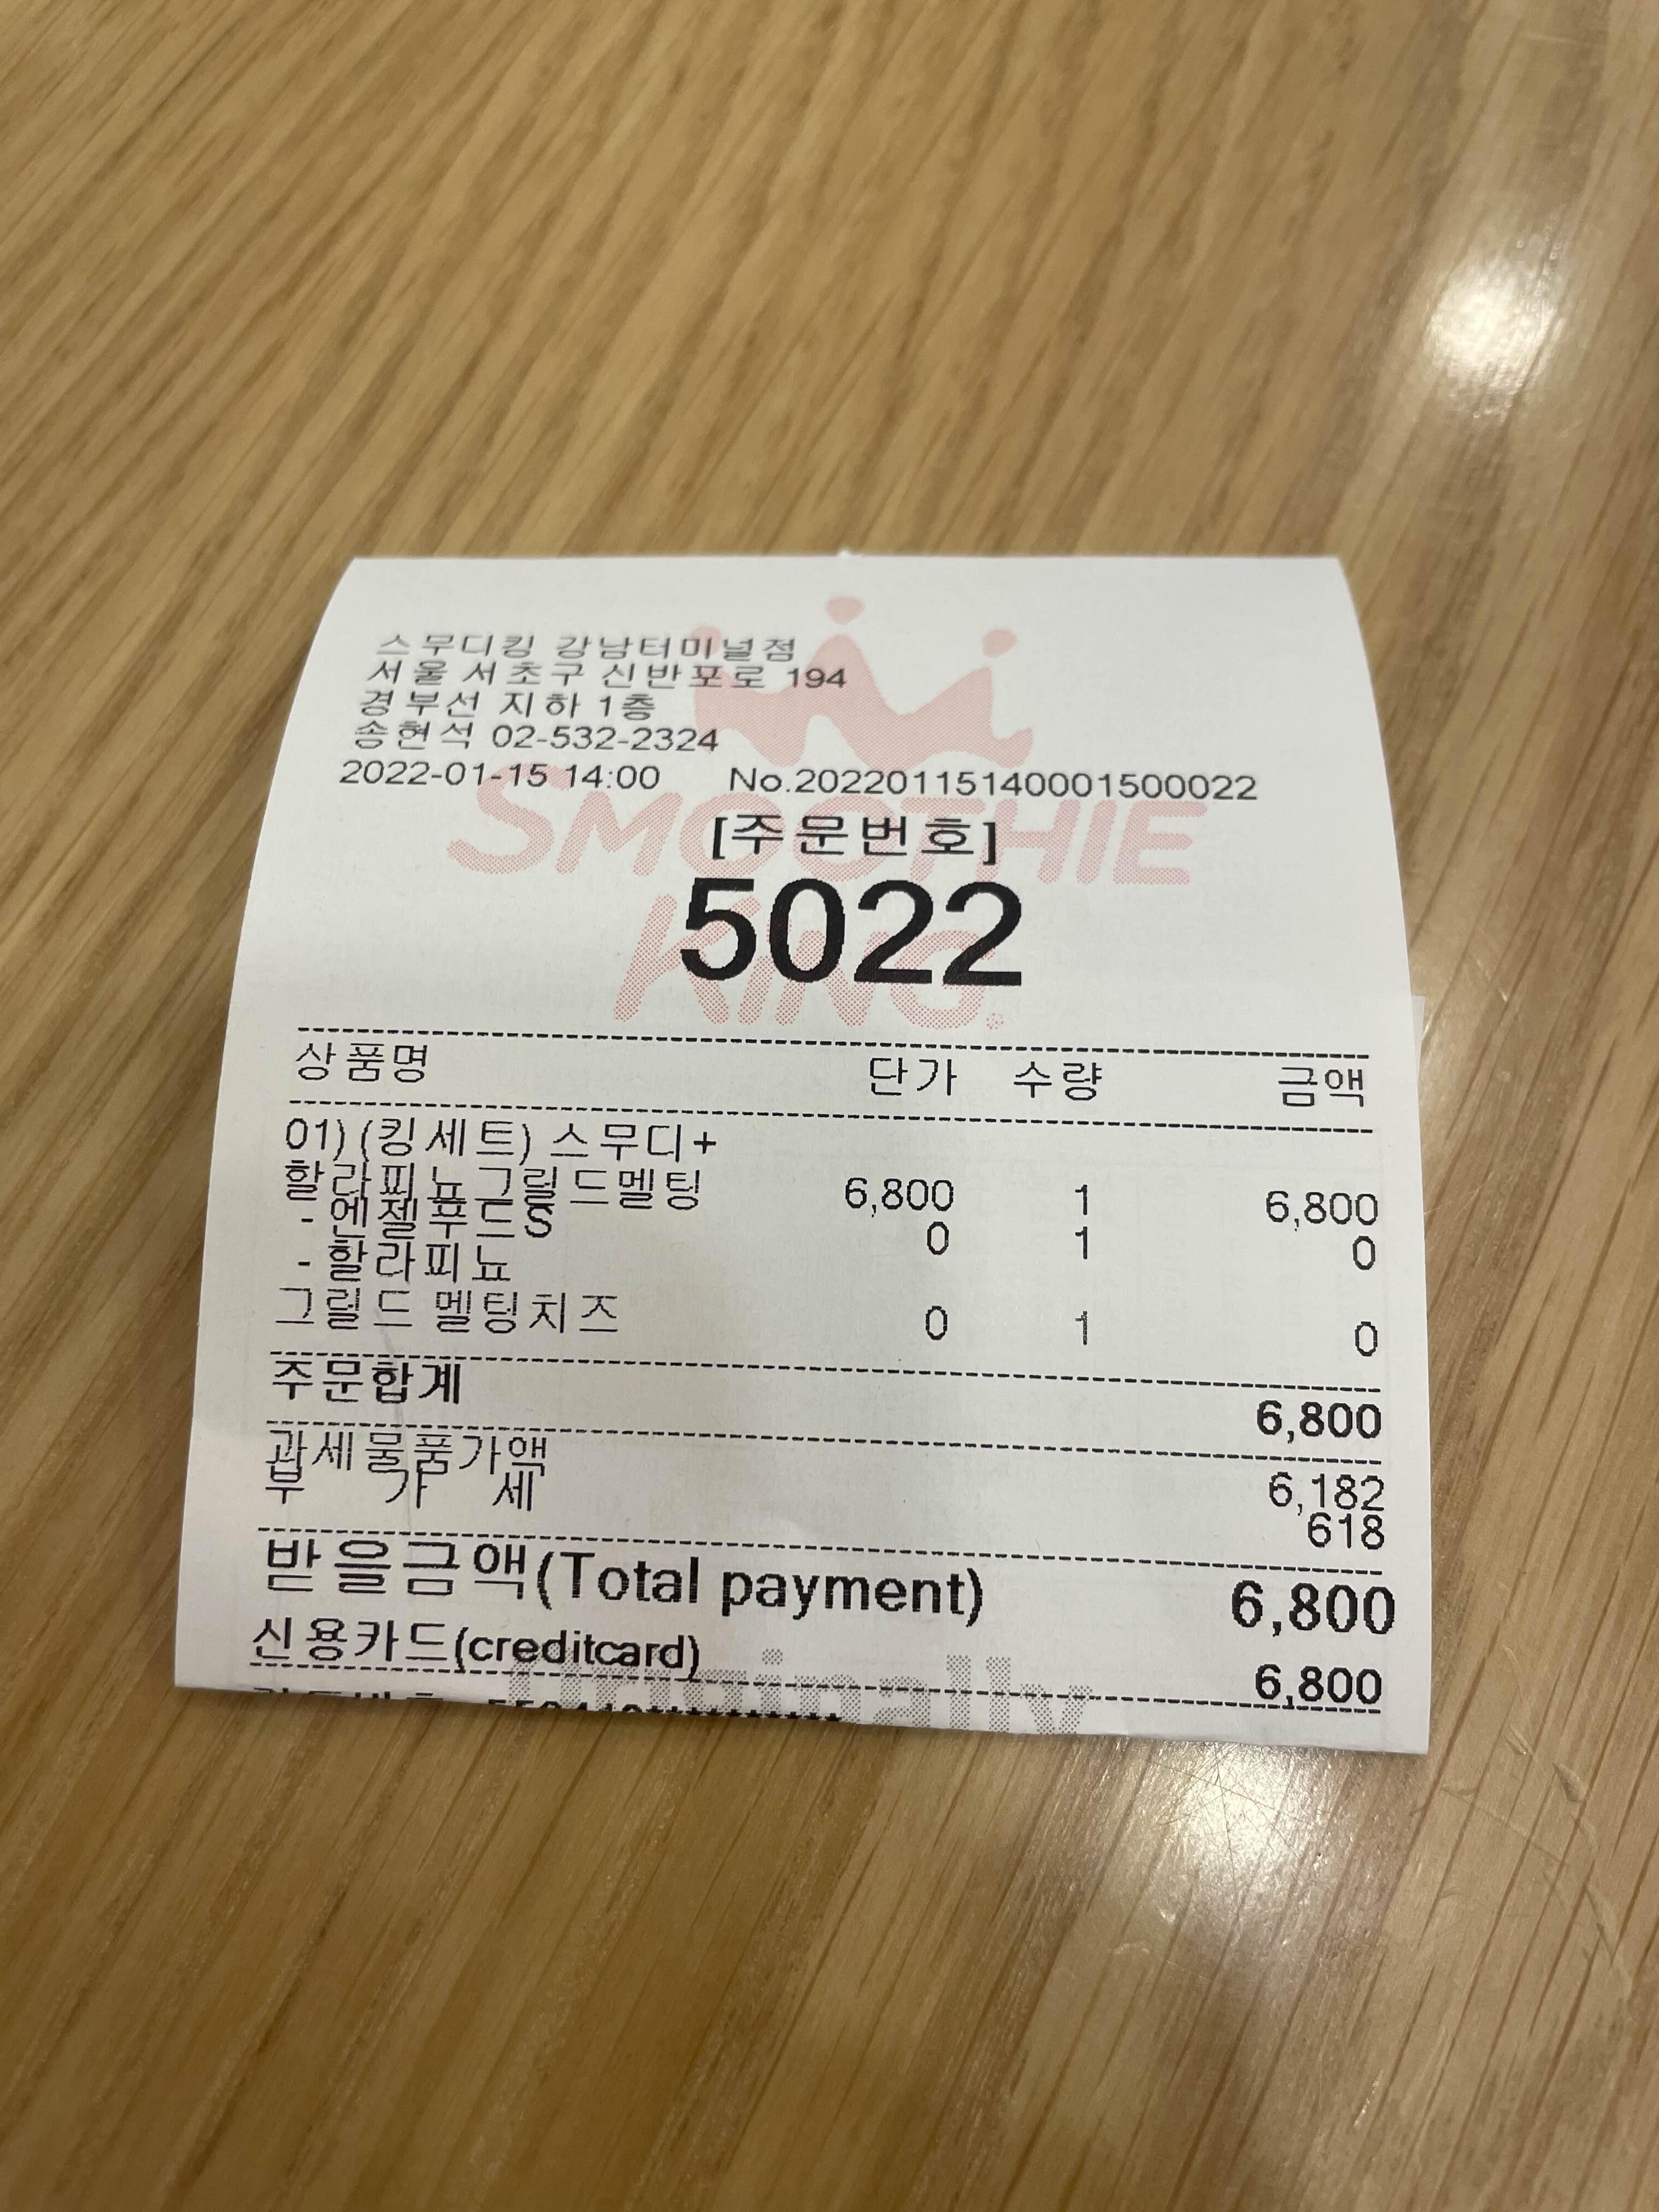 스무디킹 강남터미널점
서울 서초구 신반포로 194
경부선 지하 1층
송현석 02-532-2324
2022-01-15 14:00 No.20220115140001500022
SMOOTHIE
[주문번호]
5022
KING
상품명 단가 수량 금액
01) (킹세트) 스무디+
할라피뇨그릴드멜팅 6,800 1 6,800
- 엔젤푸드S 0 1 0
- 할라피뇨
그릴드 멜팅치즈 0 1 0
주문합계 6,800
과세물품가액 6,182
부 가 세 618
받을금액(Total payment) 6,800
신용카드(creditcard) 6,800